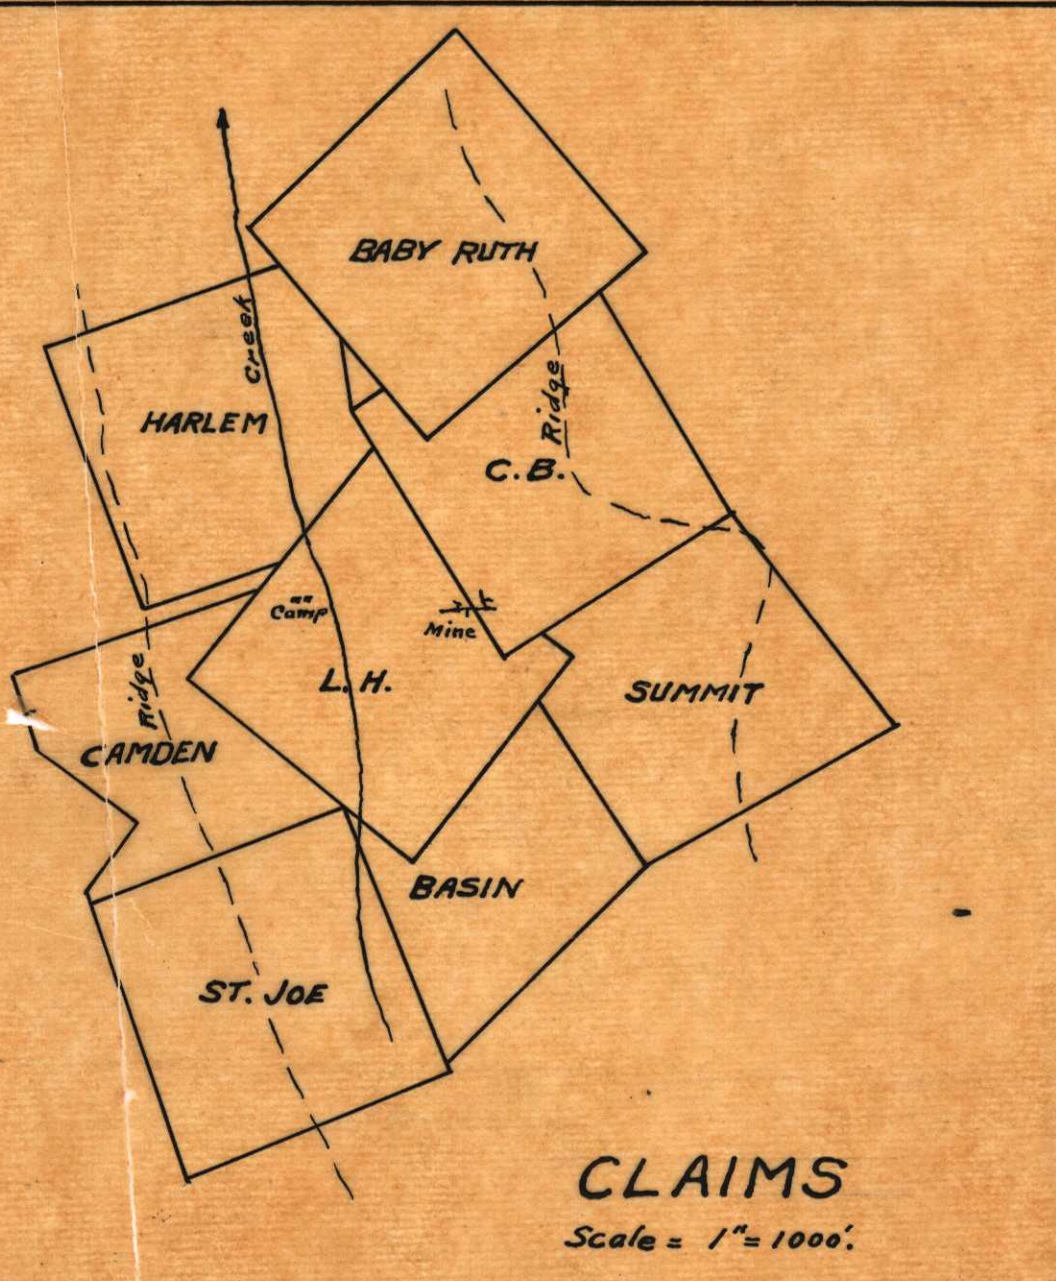 BABY RUTH
Creek
HARLEM
Ridge
C.B.
Camp
Mine
Ridge
L.H.
SUMMIT
CAMDEN
BASIN
ST. JOE
CLAIMS
Scale = 1" = 1000'.